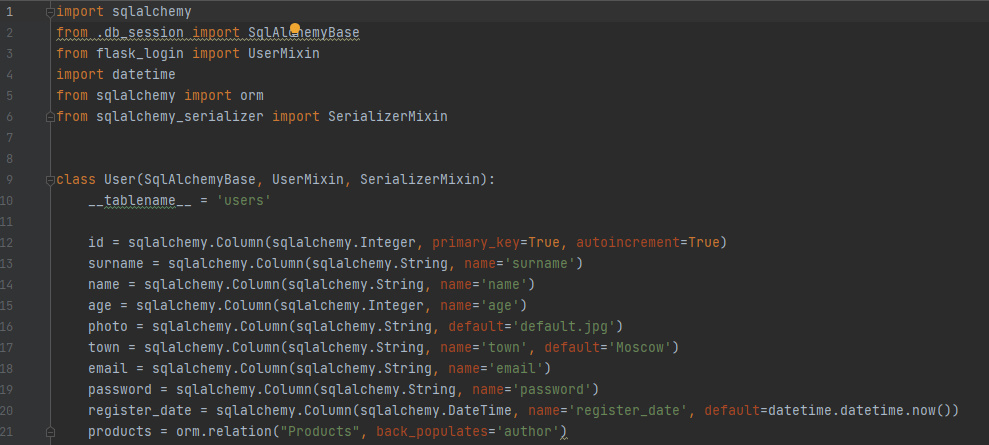 1 import sqlalchemy
2 from .db_session import SqlAlchemyBase
3 from flask_login import UserMixin
4 import datetime
5 from sqlalchemy import orm
6 from sqlalchemy_serializer import SerializerMixin
7
8
9 class User(SqlAlchemyBase, UserMixin, SerializerMixin):
10     __tablename__ = 'users'
11
12     id = sqlalchemy.Column(sqlalchemy.Integer, primary_key=True, autoincrement=True)
13     surname = sqlalchemy.Column(sqlalchemy.String, name='surname')
14     name = sqlalchemy.Column(sqlalchemy.String, name='name')
15     age = sqlalchemy.Column(sqlalchemy.Integer, name='age')
16     photo = sqlalchemy.Column(sqlalchemy.String, default='default.jpg')
17     town = sqlalchemy.Column(sqlalchemy.String, name='town', default='Moscow')
18     email = sqlalchemy.Column(sqlalchemy.String, name='email')
19     password = sqlalchemy.Column(sqlalchemy.String, name='password')
20     register_date = sqlalchemy.Column(sqlalchemy.DateTime, name='register_date', default=datetime.datetime.now())
21     products = orm.relation("Products", back_populates='author')